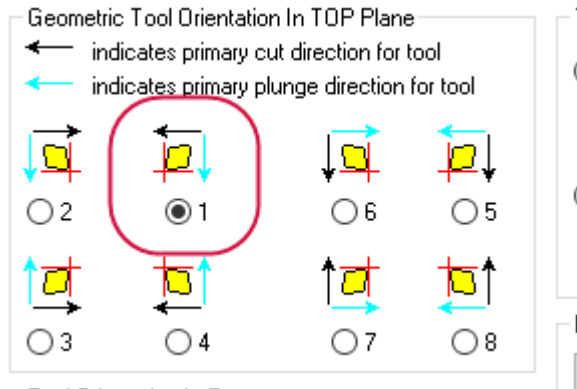 Geometric Tool Orientation In TOP Plane
indicates primary cut direction for tool
indicates primary plunge direction for tool
2 1 6 5
3 4 7 8